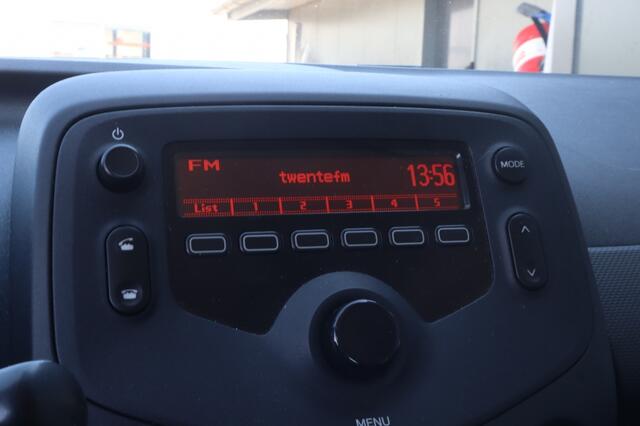 FM
twentefm
13:56
MODE
List 1 2 3 4 5
MENU